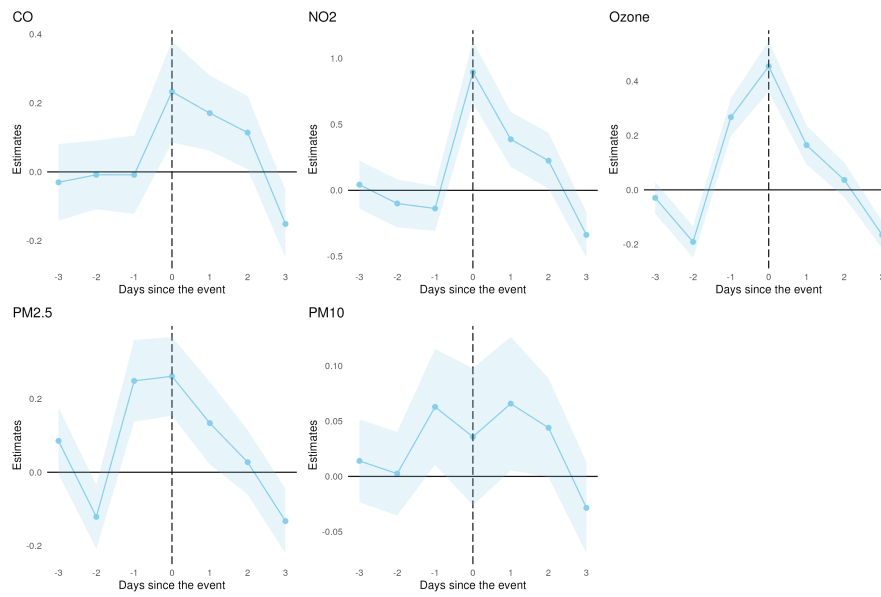 CO
0.4
0.2
0.0
-0.2
Estimates
-3 -2 -1 0 1 2 3
Days since the event
NO2
1.0
0.5
0.0
-0.5
Estimates
-3 -2 -1 0 1 2 3
Days since the event
Ozone
0.4
0.2
0.0
-0.2
Estimates
-3 -2 -1 0 1 2
Days since the event
PM2.5
0.2
0.0
-0.2
Estimates
-3 -2 -1 0 1 2 3
Days since the event
PM10
0.10
0.05
0.00
-0.05
Estimates
-3 -2 -1 0 1 2 3
Days since the event